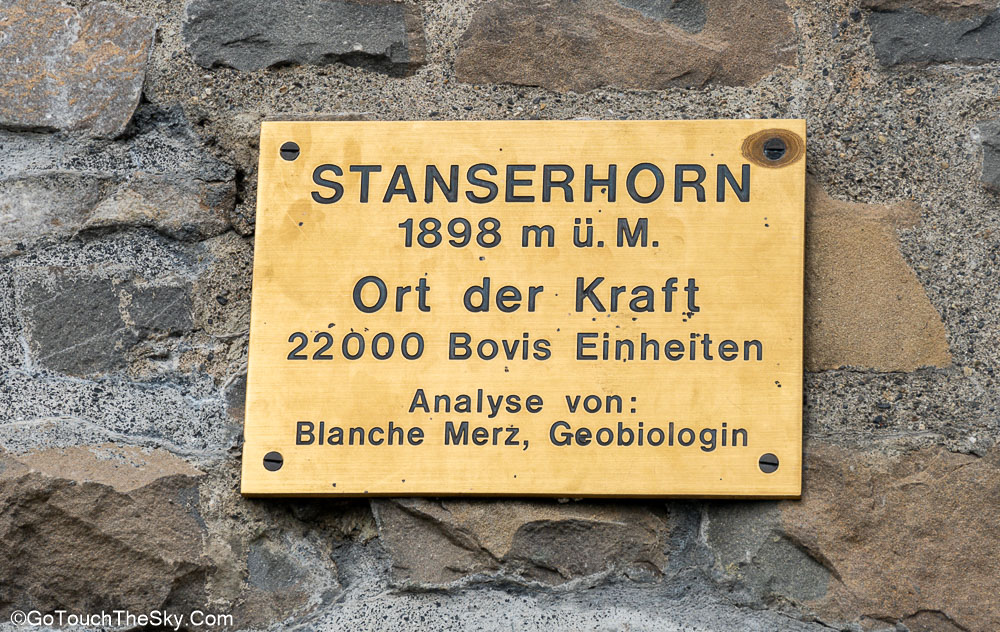 STANSERHORN
1898 m ü. M.
Ort der Kraft
22000 Bovis Einheiten
Analyse von:
Blanche Merz, Geobiologin
©GoTouchTheSky.Com